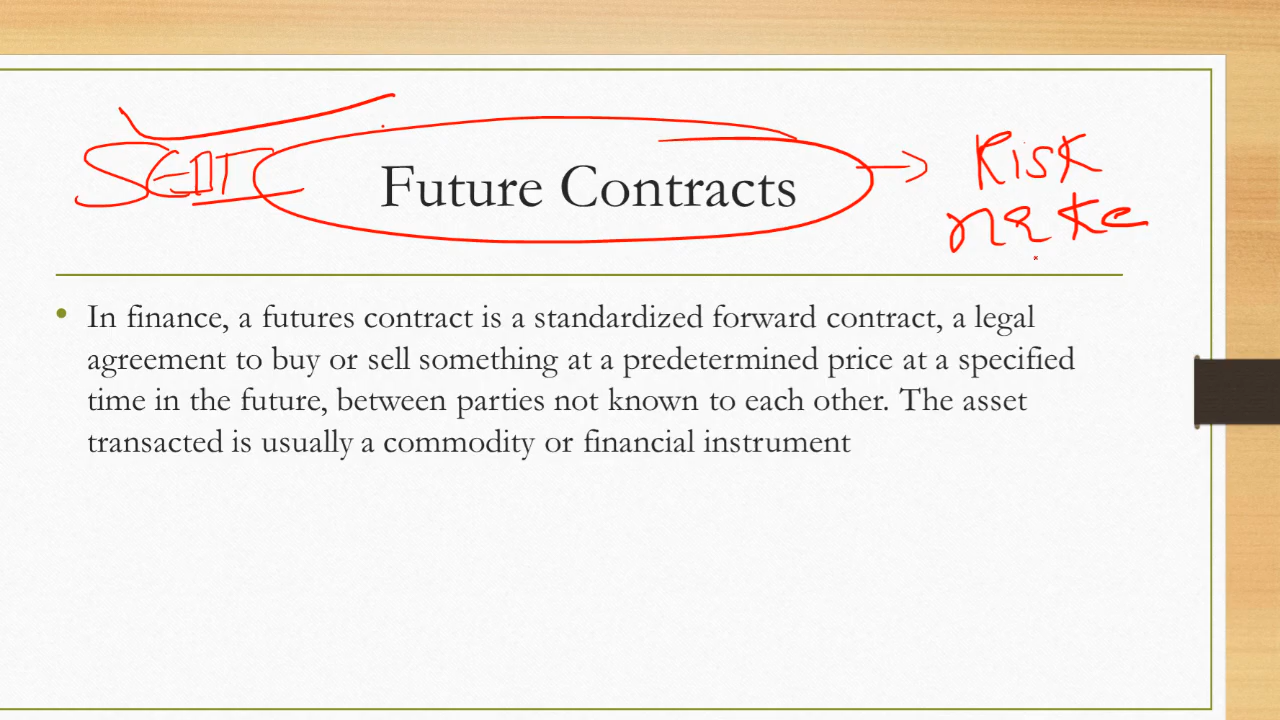 Future Contracts
Risk
• In finance, a futures contract is a standardized forward contract, a legal
agreement to buy or sell something at a predetermined price at a specified
time in the future, between parties not known to each other. The asset
transacted is usually a commodity or financial instrument